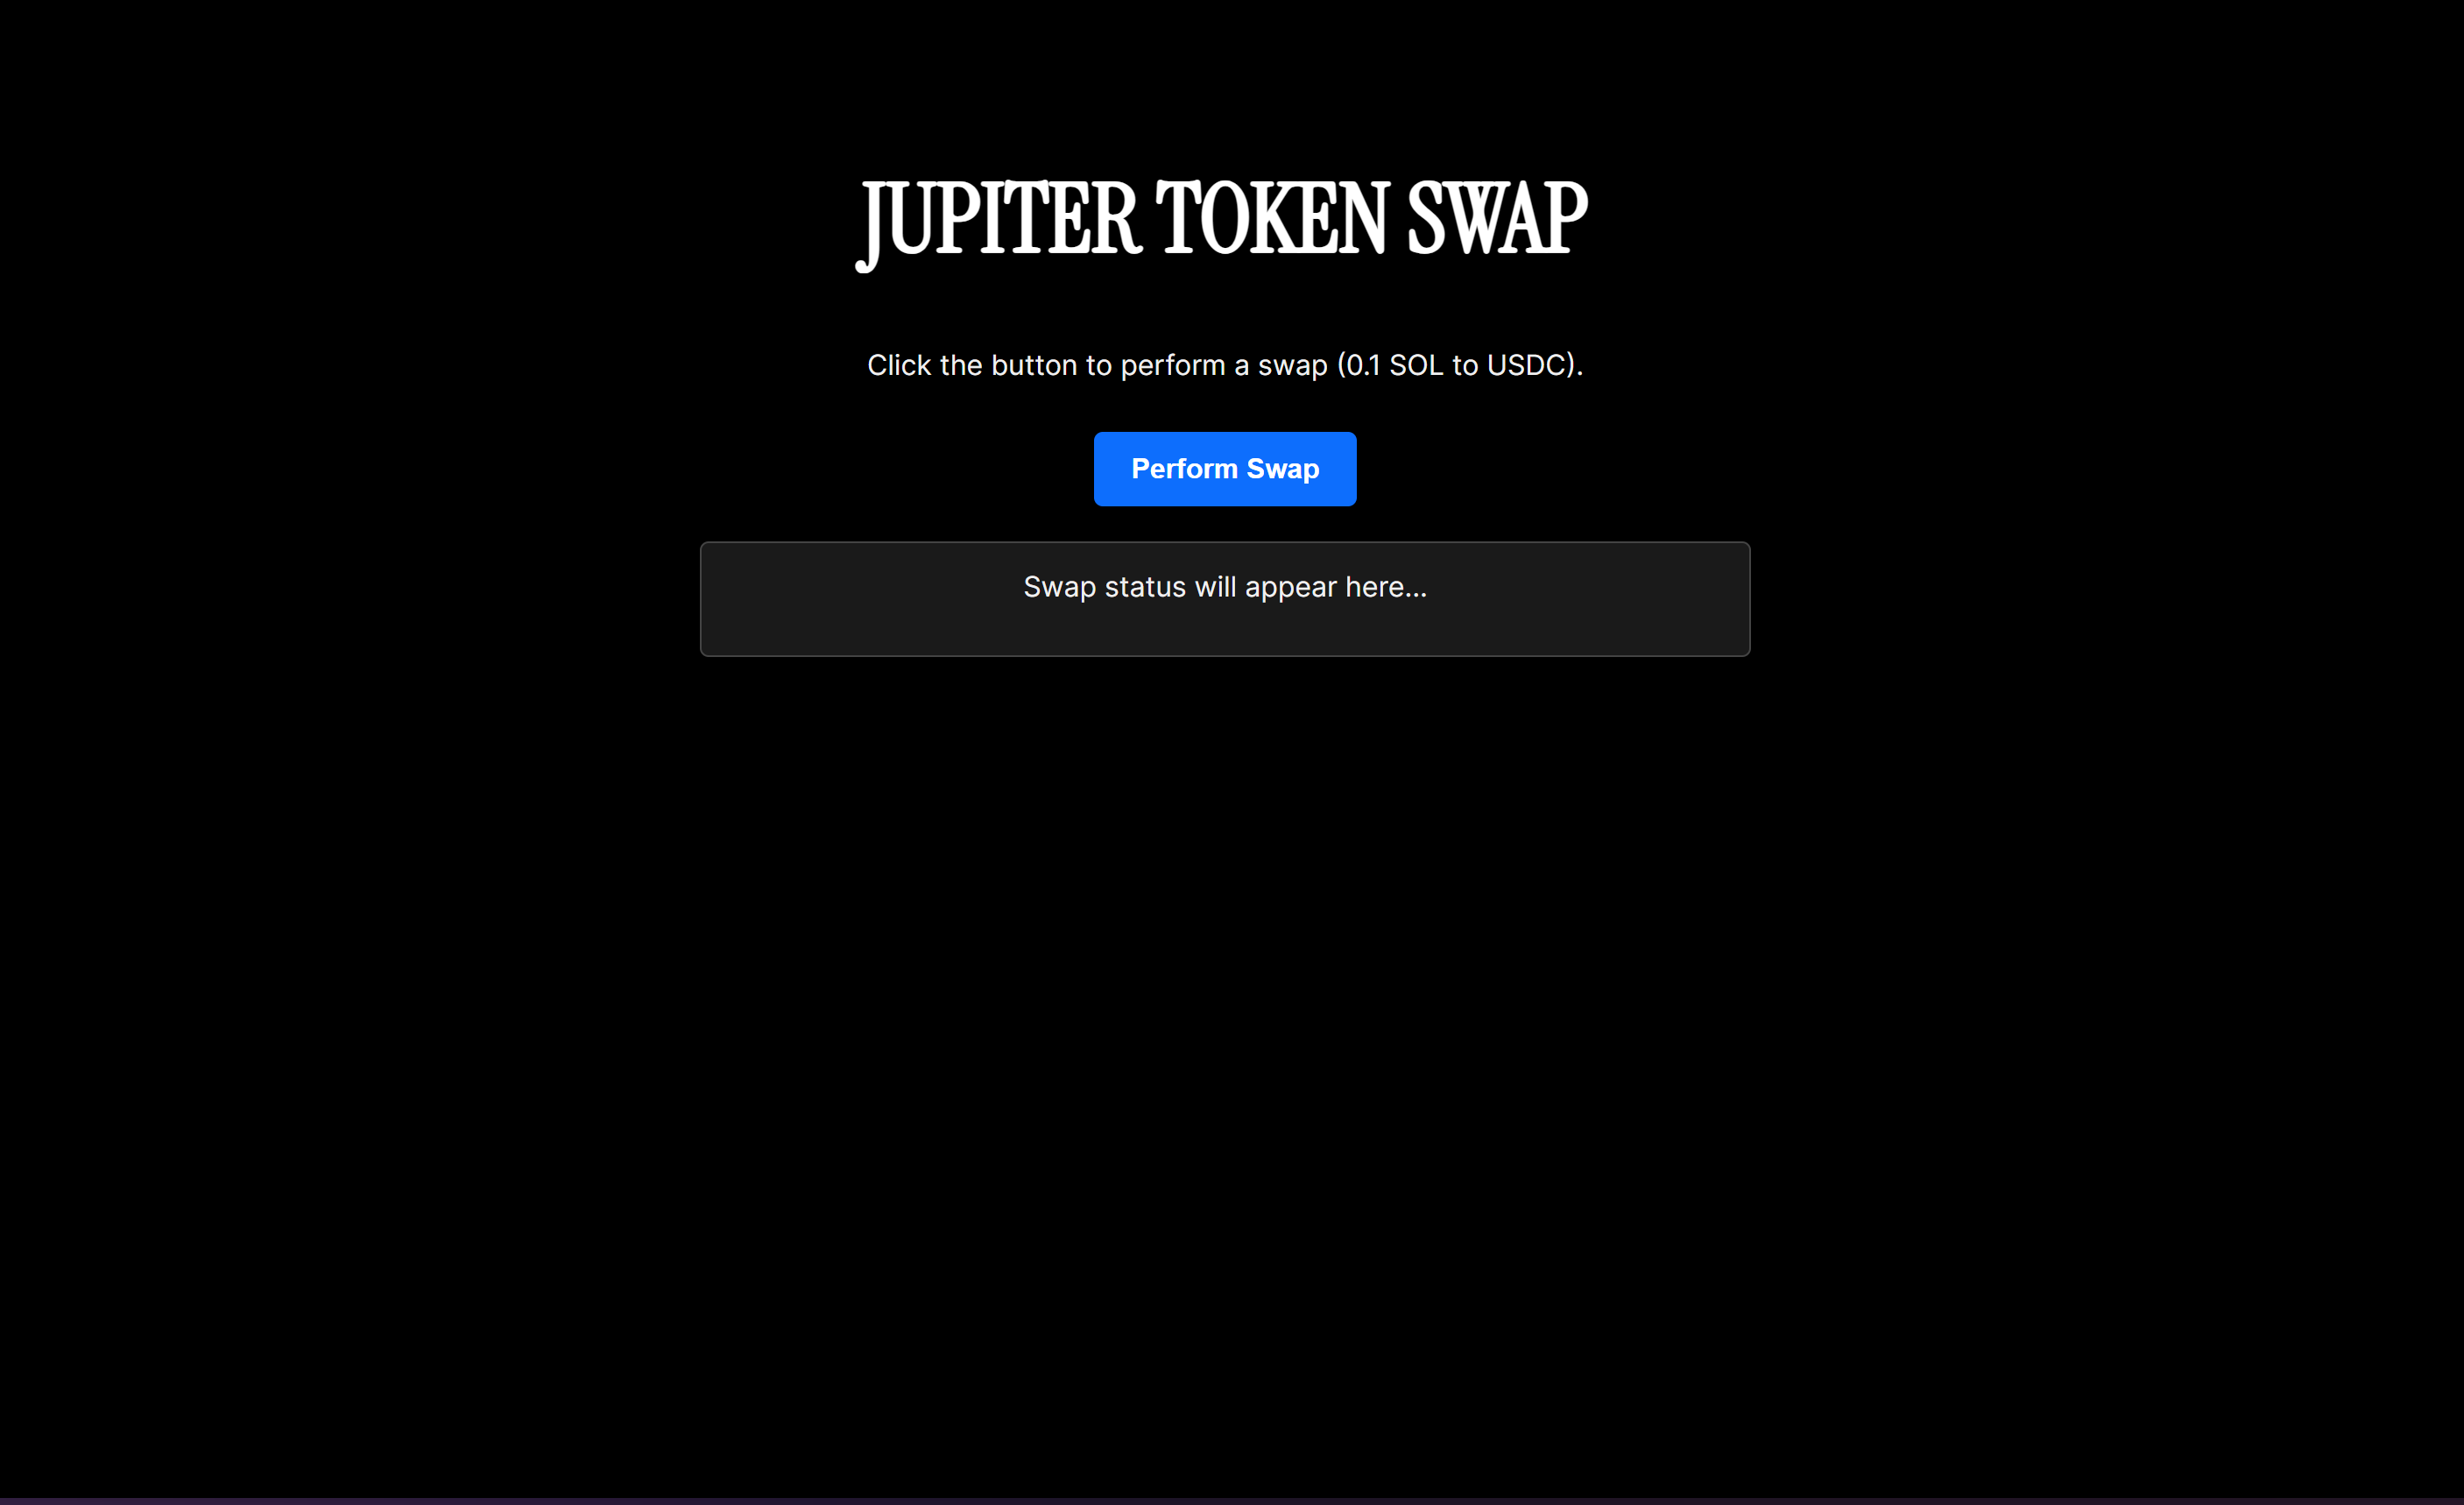 JUPITER TOKEN SWAP
Click the button to perform a swap (0.1 SOL to USDC).
Perform Swap
Swap status will appear here...